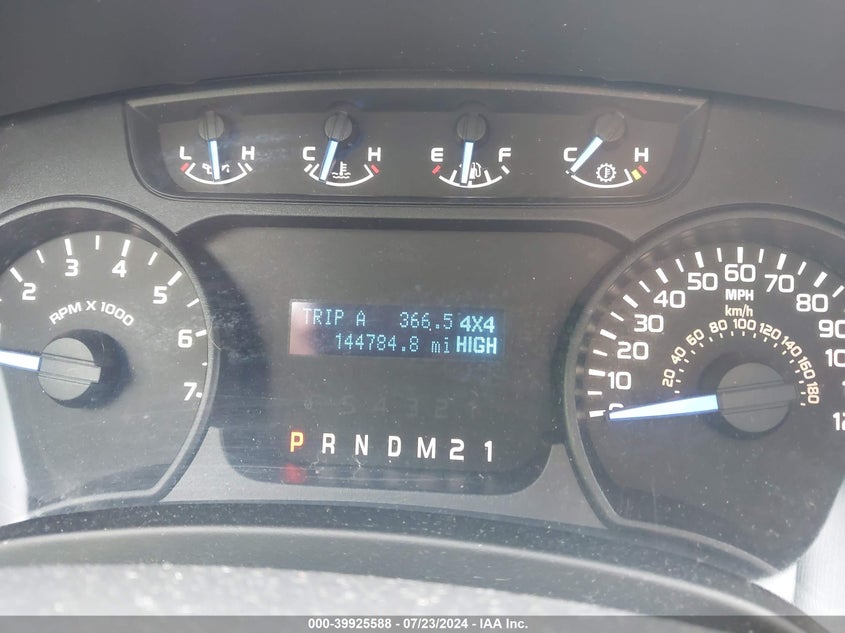 L H C H E F C H
2 3 4 5 6 7
RPM X 1000
TRIP A 366.5 4X4
144784.8 mi HIGH
P R N D M 2 1
0 10 20 30 40 50 60 70 80
MPH
km/h
20 40 60 80 100 120 140 160 180
000-39925588 - 07/23/2024 - IAA Inc.